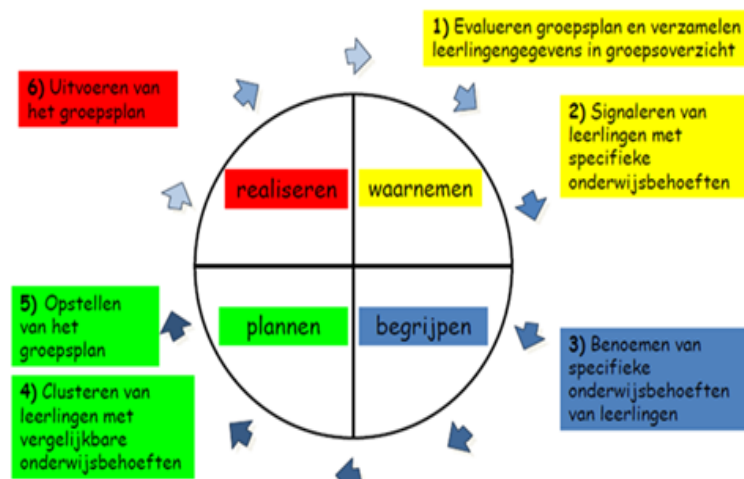 1) Evalueren groepsplan en verzamelen
leerlingengegevens in groepsoverzicht
2) Signaleren van
leerlingen met
specifieke
onderwijsbehoeften
3) Benoemen van
specifieke
onderwijsbehoeften
van leerlingen
4) Clusteren van
leerlingen met
vergelijkbare
onderwijsbehoeften
5) Opstellen
van het
groepsplan
6) Uitvoeren van
het groepsplan
realiseren
waarnemen
plannen
begrijpen